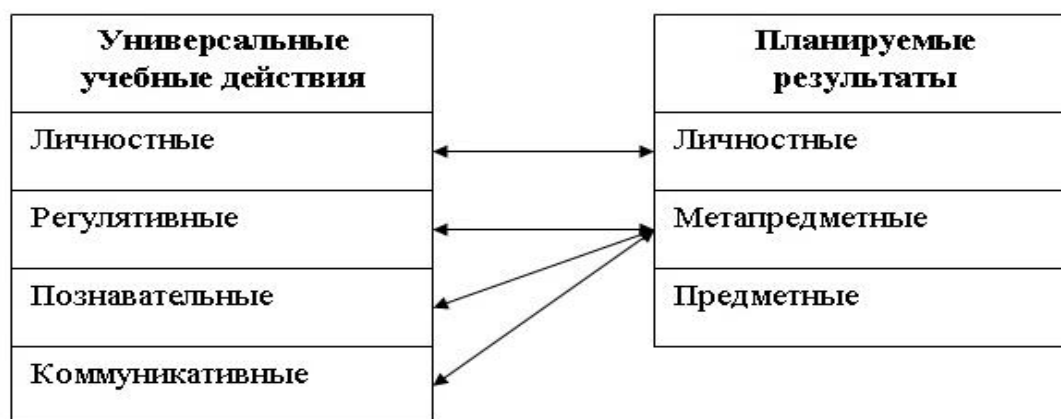 Универсальные
учебные действия
Личностные
Регулятивные
Познавательные
Коммуникативные
Планируемые
результаты
Личностные
Метапредметные
Предметные